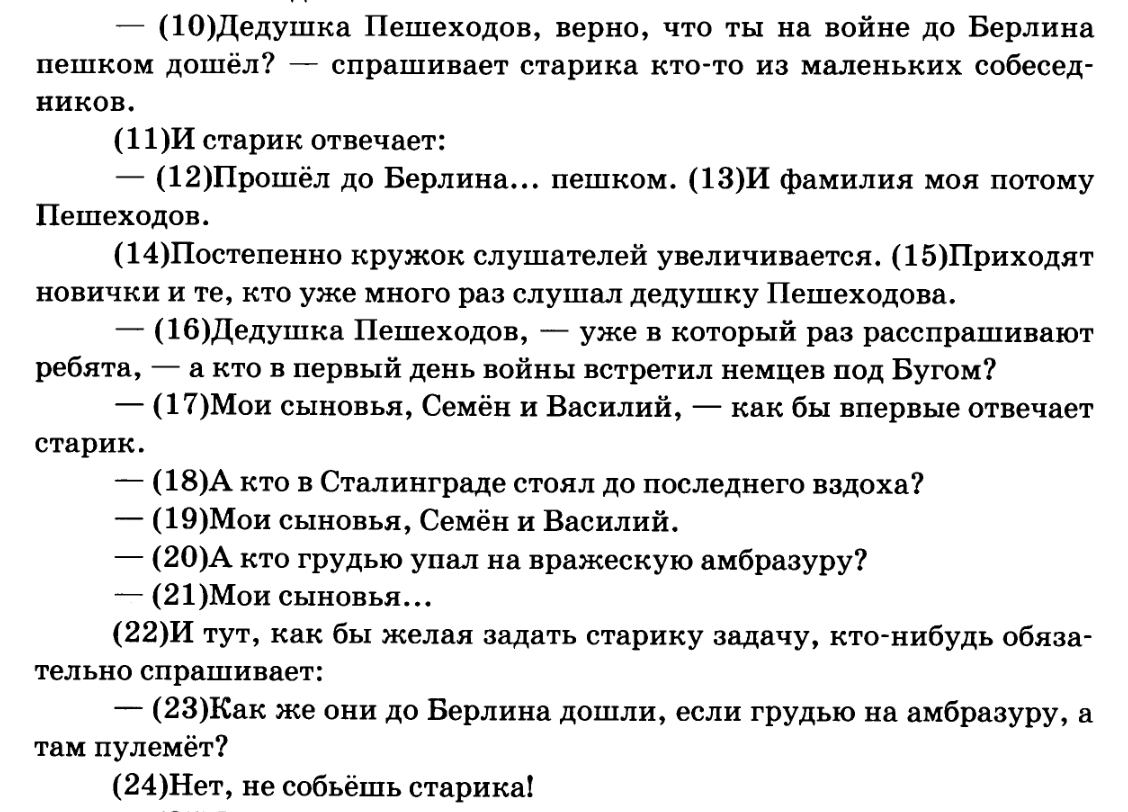 — (10)Дедушка Пешеходов, верно, что ты на войне до Берлина
пешком дошёл? — спрашивает старика кто-то из маленьких собесед-
ников.
(11)И старик отвечает:
— (12)Прошёл до Берлина... пешком. (13)И фамилия моя потому
Пешеходов.
(14)Постепенно кружок слушателей увеличивается. (15)Приходят
новички и те, кто уже много раз слушал дедушку Пешеходова.
— (16)Дедушка Пешеходов, — уже в который раз расспрашивают
ребята, — а кто в первый день войны встретил немцев под Бугом?
— (17)Мои сыновья, Семён и Василий, — как бы впервые отвечает
старик.
— (18)А кто в Сталинграде стоял до последнего вздоха?
— (19)Мои сыновья, Семён и Василий.
— (20)А кто грудью упал на вражескую амбразуру?
— (21)Мои сыновья...
(22)И тут, как бы желая задать старику задачу, кто-нибудь обяза-
тельно спрашивает:
— (23)Как же они до Берлина дошли, если грудью на амбразуру, а
там пулемёт?
(24)Нет, не собьёшь старика!